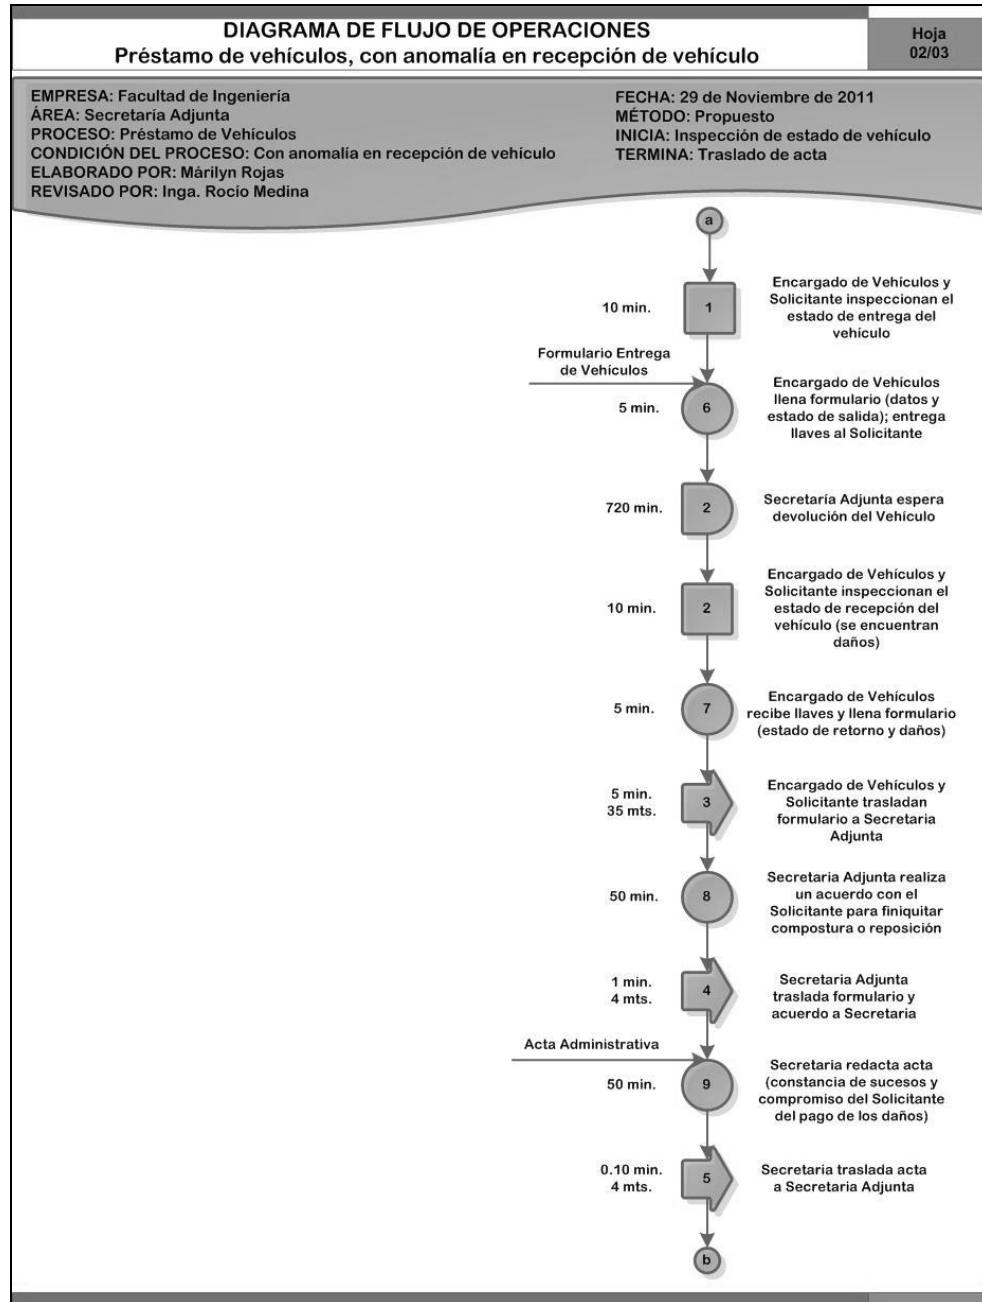 DIAGRAMA DE FLUJO DE OPERACIONES
Préstamo de vehículos, con anomalía en recepción de vehículo
Hoja
02/03
EMPRESA: Facultad de Ingeniería
ÁREA: Secretaría Adjunta
PROCESO: Préstamo de Vehículos
CONDICIÓN DEL PROCESO: Con anomalía en recepción de vehículo
ELABORADO POR: Márilyn Rojas
REVISADO POR: Inga. Rocío Medina
FECHA: 29 de Noviembre de 2011
MÉTODO: Propuesto
INICIA: Inspección de estado de vehículo
TERMINA: Traslado de acta
a
10 min.
1
Encargado de Vehículos y
Solicitante inspeccionan el
estado de entrega del
vehículo
Formulario Entrega
de Vehículos
5 min.
6
Encargado de Vehículos
llena formulario (datos y
estado de salida); entrega
llaves al Solicitante
720 min.
2
Secretaría Adjunta espera
devolución del Vehículo
10 min.
2
Encargado de Vehículos y
Solicitante inspeccionan el
estado de recepción del
vehículo (se encuentran
daños)
5 min.
7
Encargado de Vehículos
recibe llaves y llena formulario
(estado de retorno y daños)
5 min.
35 mts.
3
Encargado de Vehículos y
Solicitante trasladan
formulario a Secretaria
Adjunta
50 min.
8
Secretaria Adjunta realiza
un acuerdo con el
Solicitante para finiquitar
compostura o reposición
1 min.
4 mts.
4
Secretaria Adjunta
traslada formulario y
acuerdo a Secretaria
Acta Administrativa
50 min.
9
Secretaria redacta acta
(constancia de sucesos y
compromiso del Solicitante
del pago de los daños)
0.10 min.
4 mts.
5
Secretaria traslada acta
a Secretaria Adjunta
b